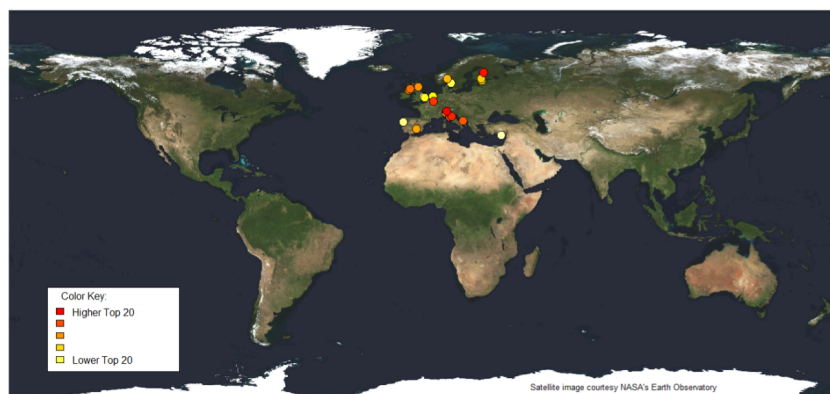 Color Key:
Higher Top 20
Lower Top 20
Satellite image courtesy NASA's Earth Observatory